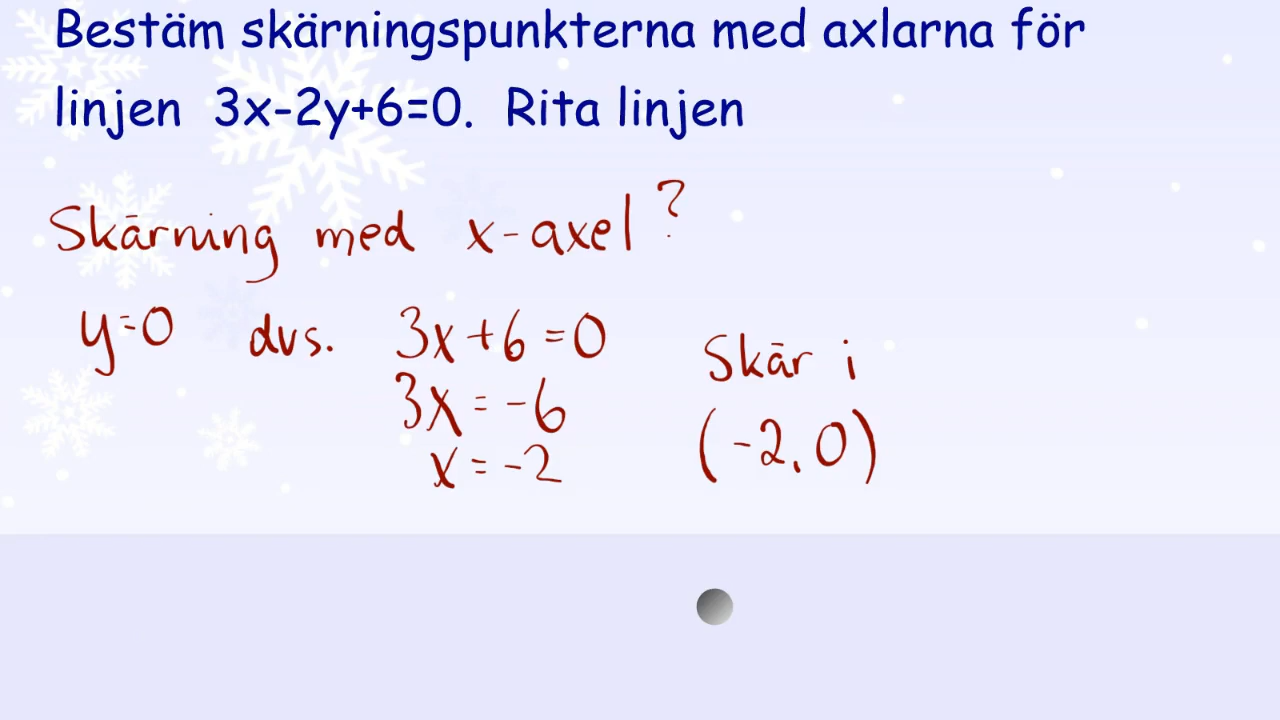 Bestäm skärningspunkterna med axlarna för
linjen 3x-2y+6=0. Rita linjen
Skärning med x-axel?
y=0 dvs. 3x+6=0
3x=-6
x=-2
Skär i
(-2,0)